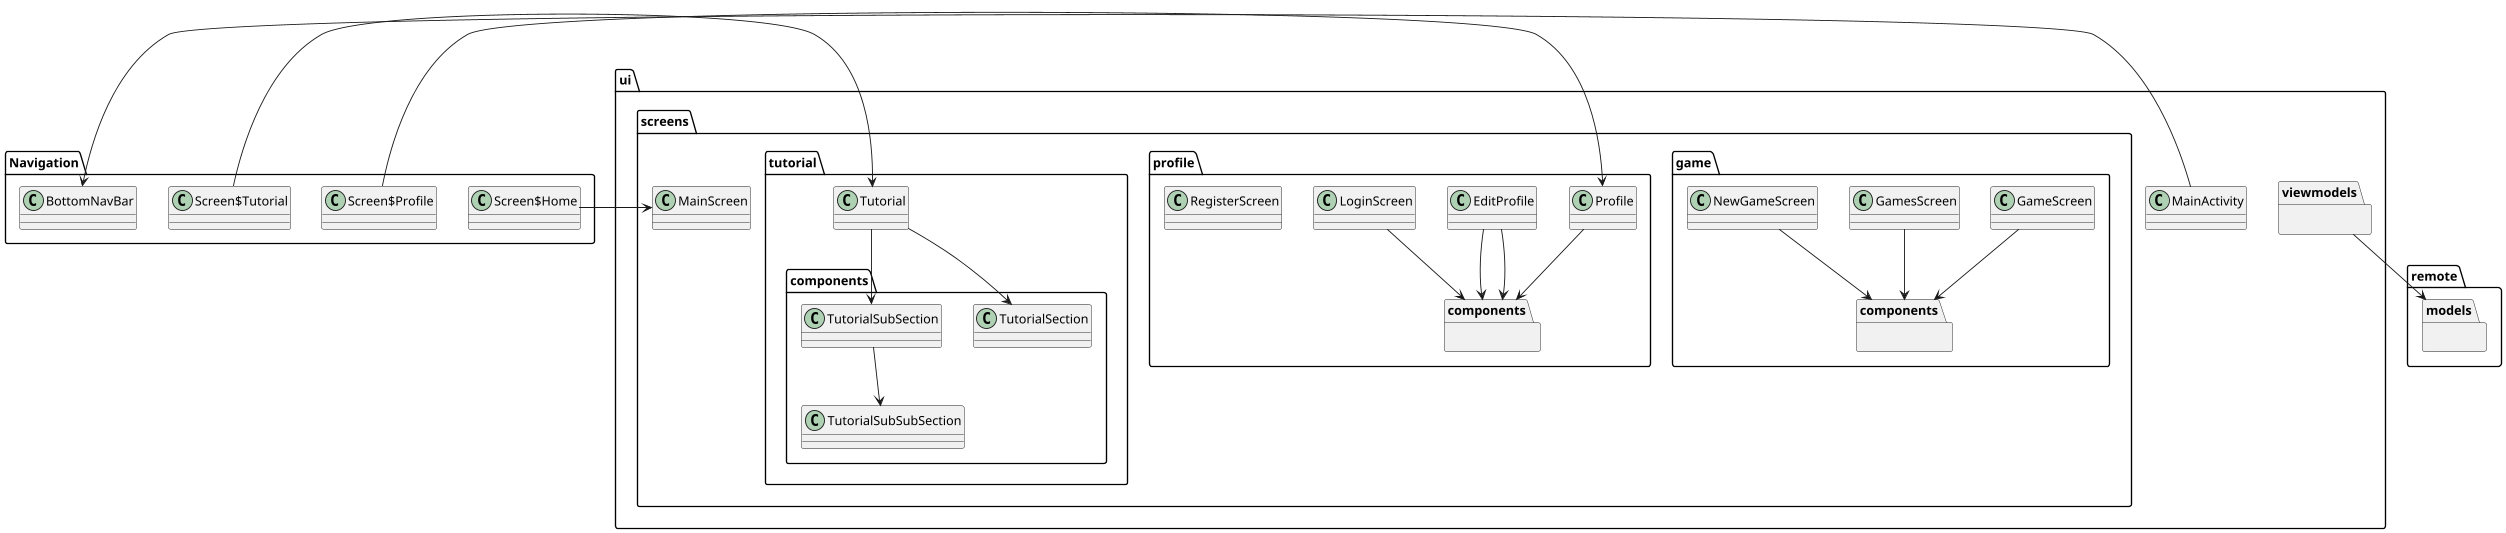 ui
screens
Navigation
tutorial
profile
game
C BottomNavBar
C Screen$Tutorial
C Screen$Profile
C Screen$Home
C MainScreen
C Tutorial
C RegisterScreen
C LoginScreen
C EditProfile
C Profile
C NewGameScreen
C GamesScreen
C GameScreen
C MainActivity
viewmodels
remote
components
C TutorialSubSection
C TutorialSection
components
components
models
C TutorialSubSubSection